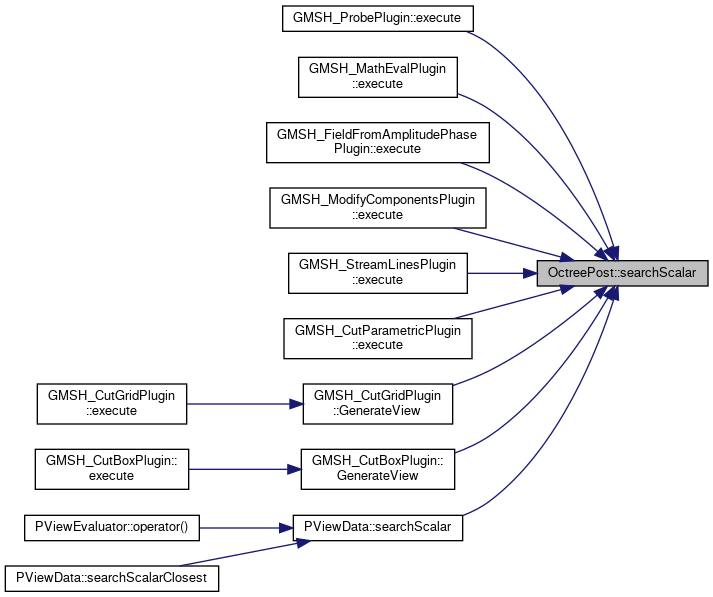 GMSH_ProbePlugin::execute
GMSH_MathEvalPlugin
::execute
GMSH_FieldFromAmplitudePhase
Plugin::execute
GMSH_ModifyComponentsPlugin
::execute
GMSH_StreamLinesPlugin
::execute
OctreePost::searchScalar
GMSH_CutParametricPlugin
::execute
GMSH_CutGridPlugin
::execute
GMSH_CutGridPlugin
::GenerateView
GMSH_CutBoxPlugin::
execute
GMSH_CutBoxPlugin::
GenerateView
PViewEvaluator::operator()
PViewData::searchScalar
PViewData::searchScalarClosest